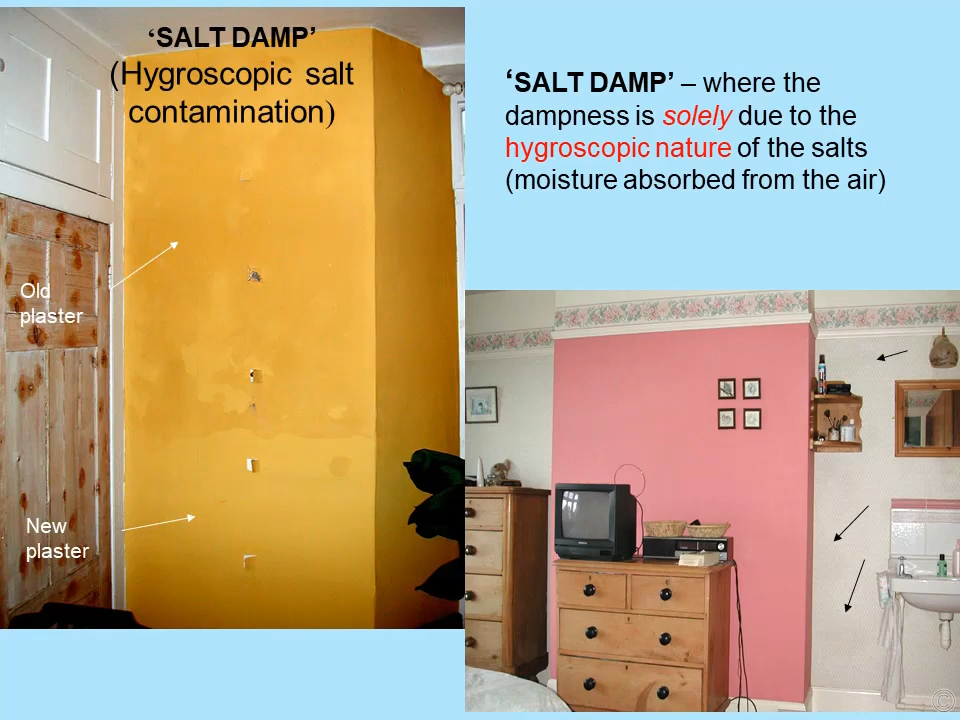 ‘SALT DAMP’
(Hygroscopic salt
contamination)
‘SALT DAMP’ – where the
dampness is solely due to the
hygroscopic nature of the salts
(moisture absorbed from the air)
Old
plaster
New
plaster
©